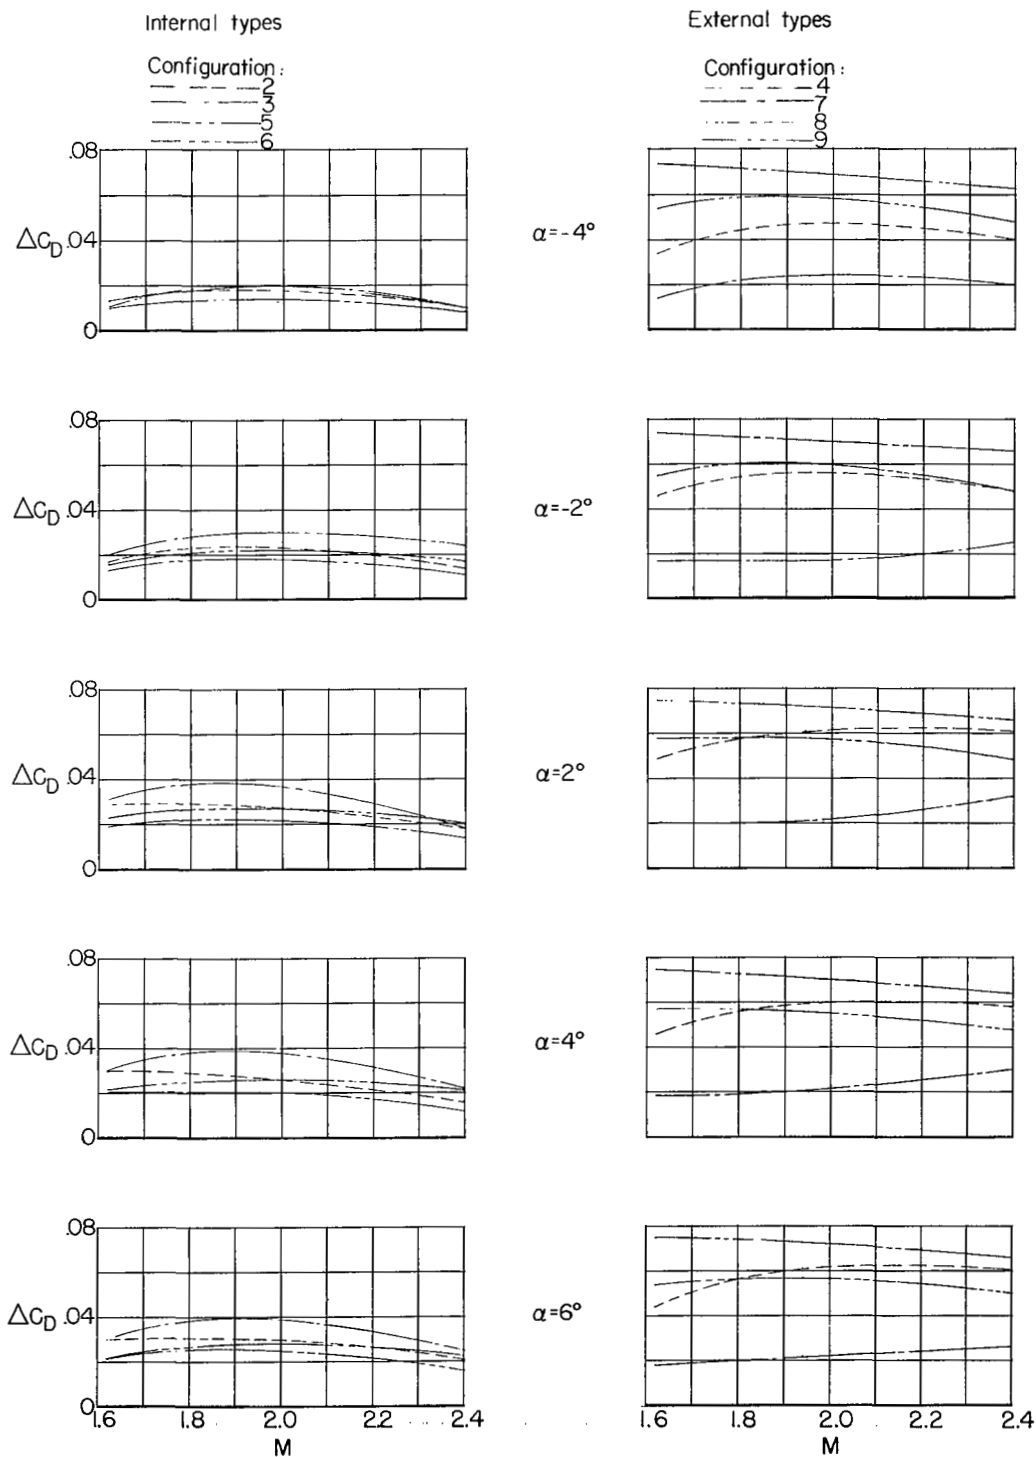 Internal types
External types
Configuration:
2
3
5
6
Configuration:
4
7
8
9
.08
ΔC_D .04
0
α=-4°
.08
ΔC_D .04
0
α=-2°
.08
ΔC_D .04
0
α=2°
.08
ΔC_D .04
0
α=4°
.08
ΔC_D .04
0
α=6°
1.6 1.8 2.0 2.2 2.4
M
1.6 1.8 2.0 2.2 2.4
M